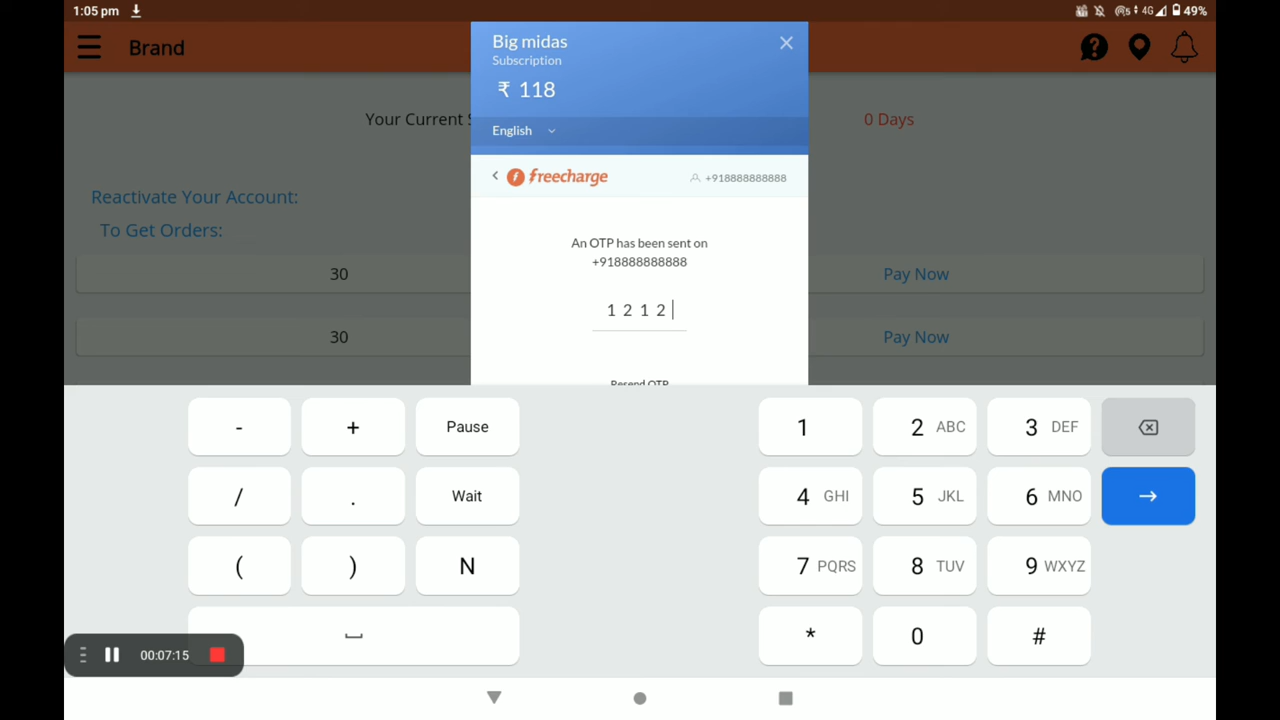 1:05 pm
4G 49%
Brand
Big midas
Subscription
₹ 118
English
Your Current S
0 Days
freecharge
+918888888888
Reactivate Your Account:
To Get Orders:
An OTP has been sent on
+918888888888
30
Pay Now
1 2 1 2
30
Pay Now
Resend OTP
- + Pause 1 2 ABC 3 DEF
/ . Wait 4 GHI 5 JKL 6 MNO →
( ) N 7 PQRS 8 TUV 9 WXYZ
* 0 #
00:07:15